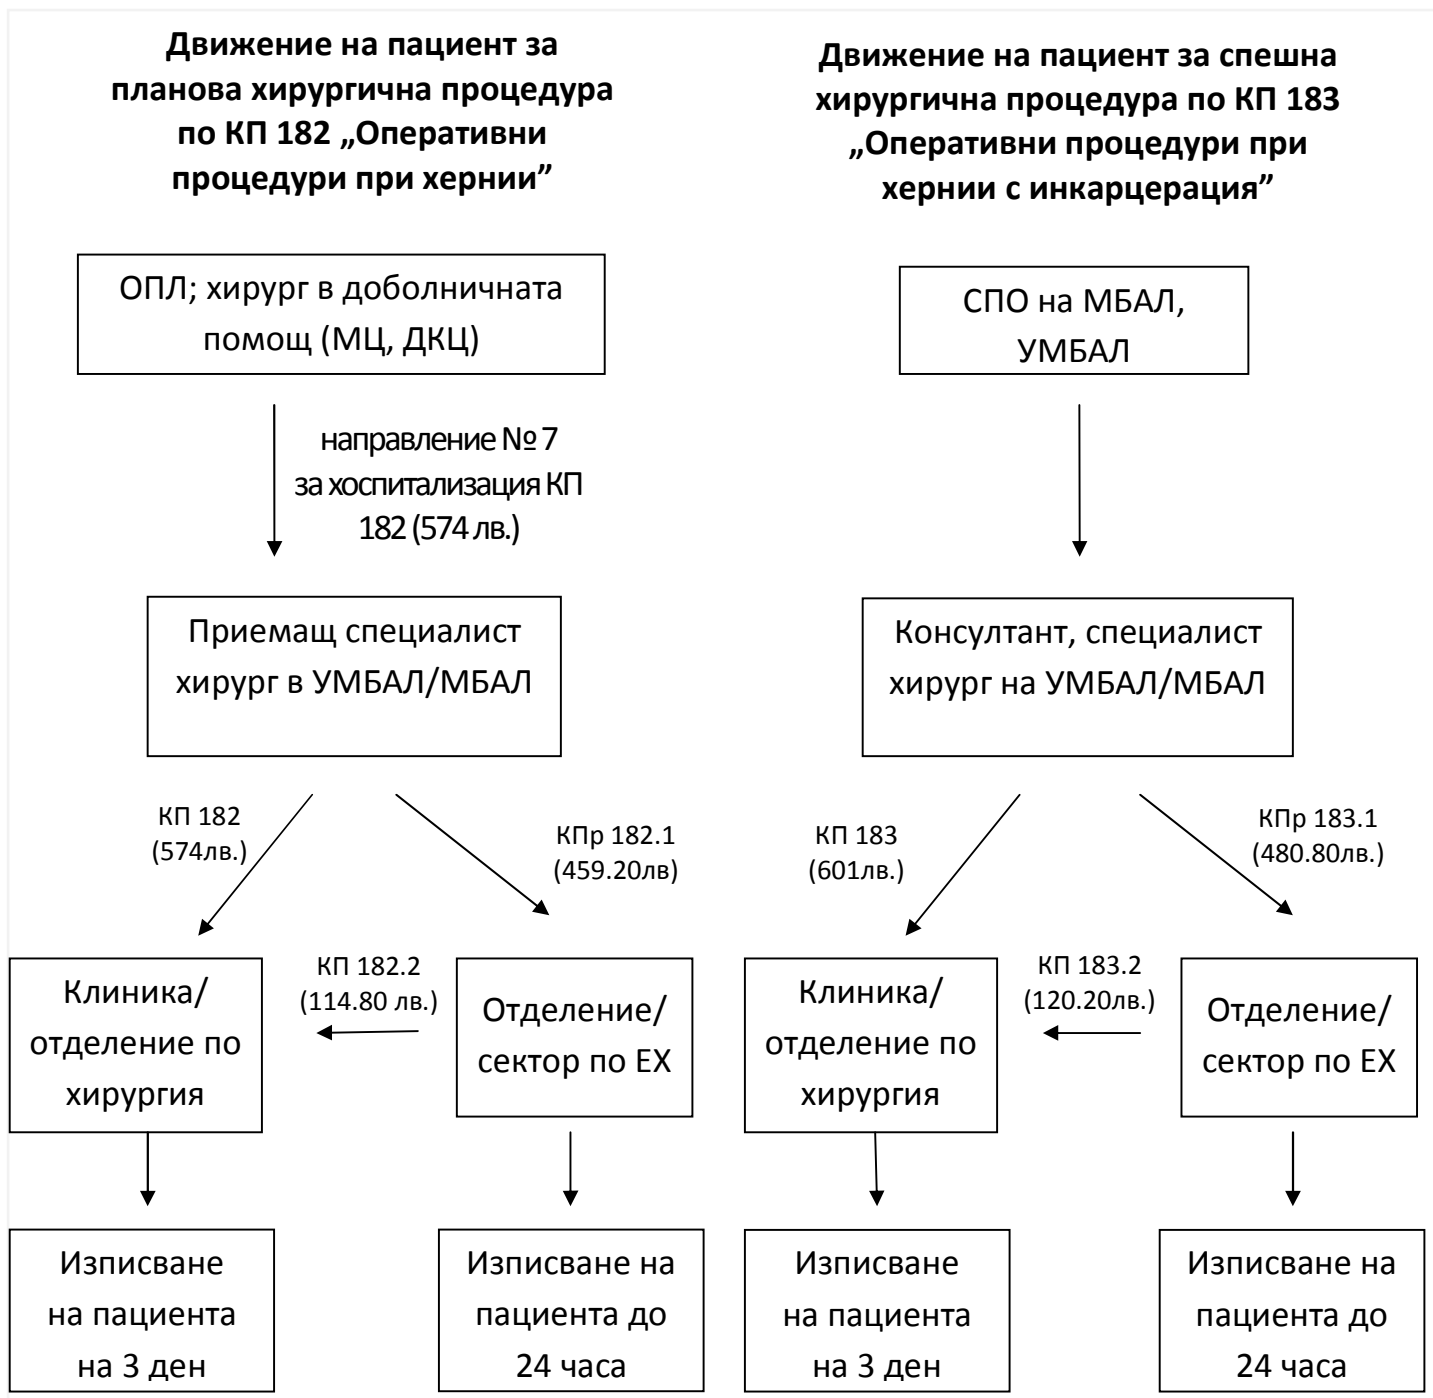 Движение на пациент за
планова хирургична процедура
по КП 182 „Оперативни
процедури при хернии”
ОПЛ; хирург в доболничната
помощ (МЦ, ДКЦ)
направление № 7
за хоспитализация КП
182 (574 лв.)
Приемащ специалист
хирург в УМБАЛ/МБАЛ
КП 182
(574лв.)
КПр 182.1
(459.20лв)
Клиника/
отделение по
хирургия
КП 182.2
(114.80 лв.)
Отделение/
сектор по ЕХ
Изписване
на пациента
на 3 ден
Изписване на
пациента до
24 часа
Движение на пациент за спешна
хирургична процедура по КП 183
„Оперативни процедури при
хернии с инкарцерация”
СПО на МБАЛ,
УМБАЛ
Консултант, специалист
хирург на УМБАЛ/МБАЛ
КП 183
(601лв.)
КПр 183.1
(480.80лв.)
Клиника/
отделение по
хирургия
КП 183.2
(120.20лв.)
Отделение/
сектор по ЕХ
Изписване
на пациента
на 3 ден
Изписване на
пациента до
24 часа